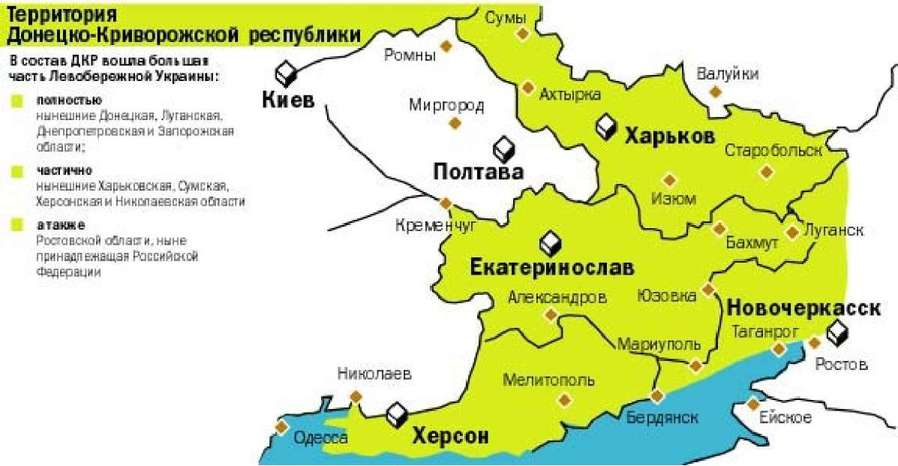 Территория
Донецко-Криворожской республики
В состав ДКР вошла большая
часть Левобережной Украины:
полностью
нынешние Донецкая, Луганская,
Днепропетровская и Запорожская
области;
частично
нынешние Харьковская, Сумская,
Херсонская и Николаевская области
а также
Ростовской области, ныне
принадлежащая Российской
Федерации
Сумы
Ромны
Киев
Валуйки
Ахтырка
Миргород
Харьков
Старобольск
Полтава
Изюм
Кременчуг
Бахмут
Луганск
Екатеринослав
Александров
Юзовка
Новочеркасск
Таганрог
Мариуполь
Ростов
Николаев
Мелитополь
Бердянск
Ейское
Одесса
Херсон